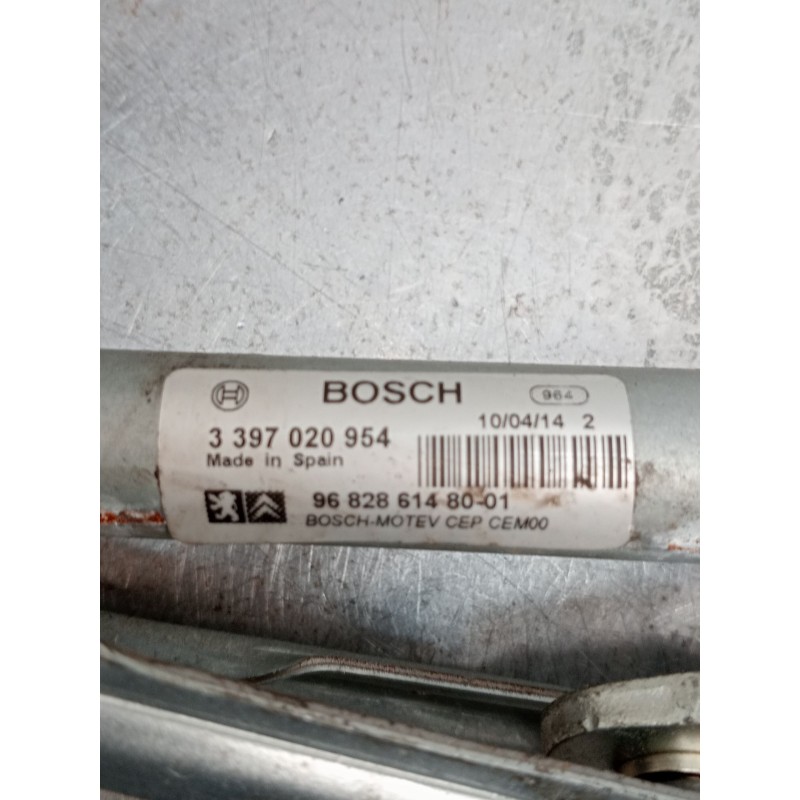 BOSCH
964
10/04/14 2
3 397 020 954
Made in Spain
96 828 614 80-01
BOSCH-MOTEV CEP CEM00